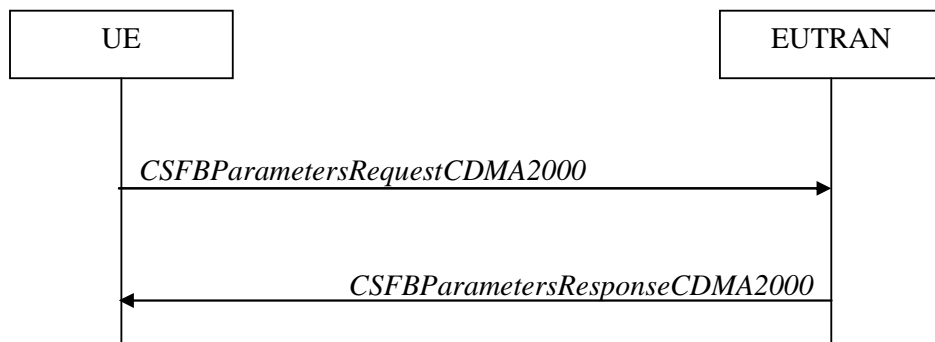 UE
EUTRAN
CSFBParametersRequestCDMA2000
CSFBParametersResponseCDMA2000